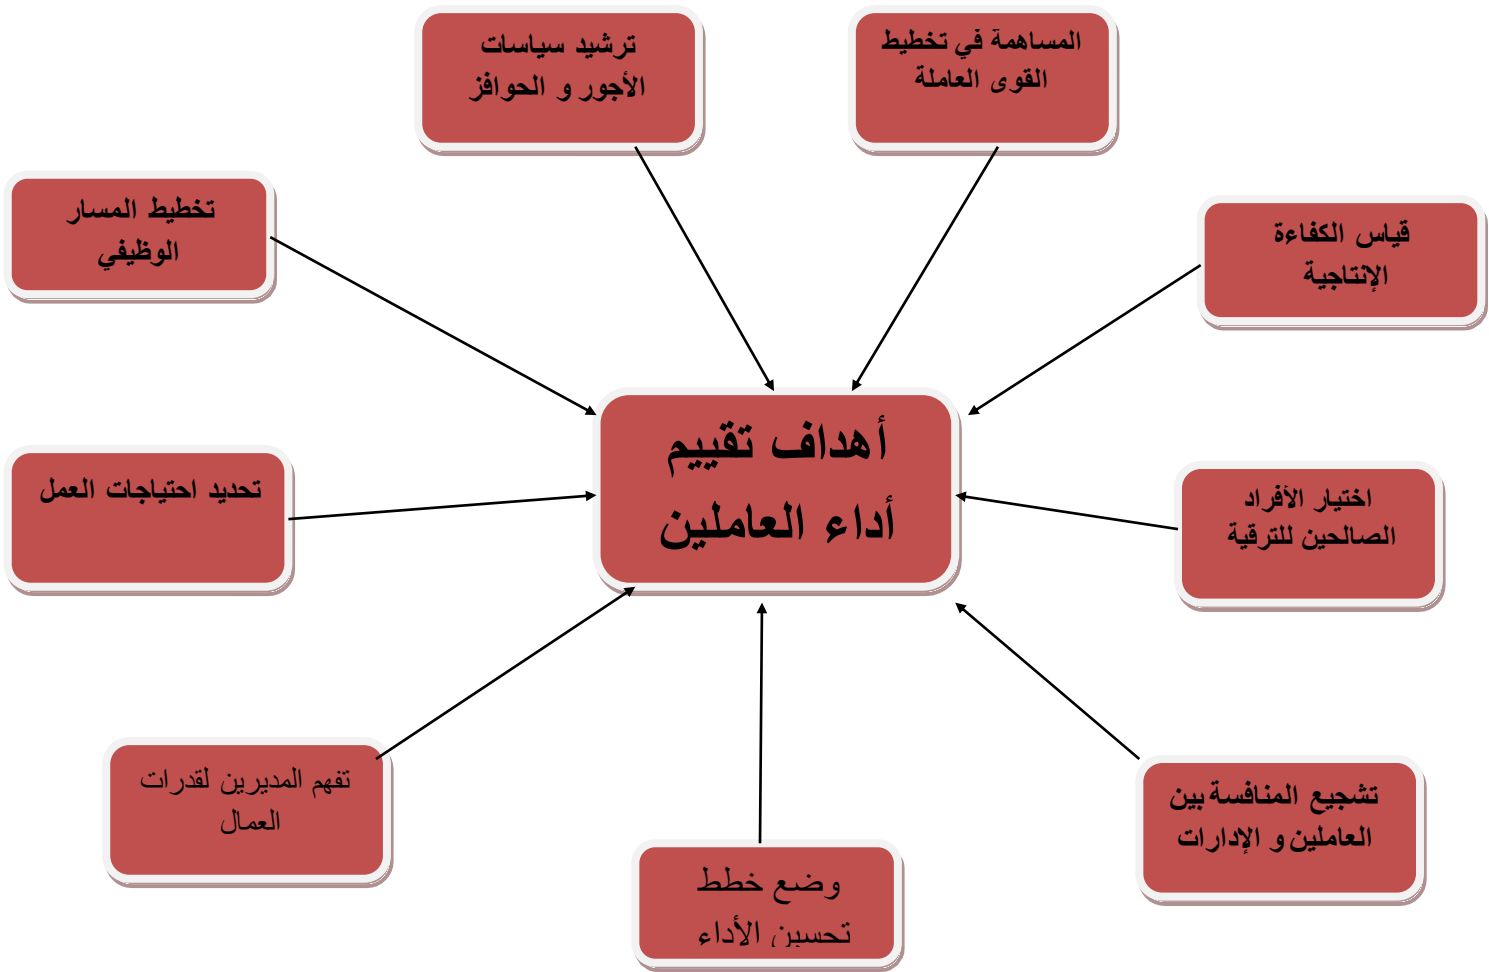 المساهمة في تخطيط
القوى العاملة
ترشيد سياسات
الأجور و الحوافز
قياس الكفاءة
الإنتاجية
تخطيط المسار
الوظيفي
أهداف تقييم
أداء العاملين
اختيار الأفراد
الصالحين للترقية
تحديد احتياجات العمل
تشجيع المنافسة بين
العاملين و الإدارات
تفهم المديرين لقدرات
العمال
وضع خطط
تحسين الأداء